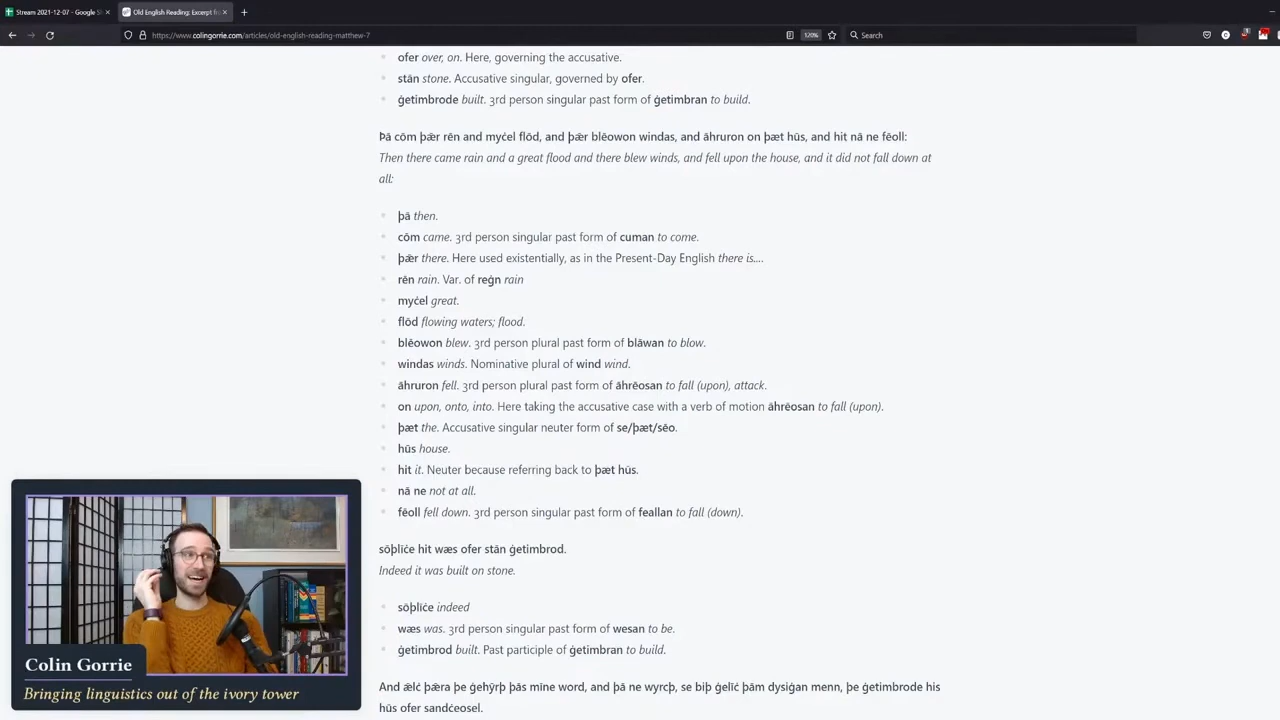 Stream 2021-12-07 - Google Sh
Old English Reading: Excerpt fr
https://www.colingorrie.com/articles/old-english-reading-matthew-7
120%
Search
ofer over, on. Here, governing the accusative.
stān stone. Accusative singular, governed by ofer.
ġetimbrode built. 3rd person singular past form of ġetimbran to build.
Þā cōm þǣr rēn and myċel flōd, and þǣr blēowon windas, and āhruron on þæt hūs, and hit nā ne fēoll:
Then there came rain and a great flood and there blew winds, and fell upon the house, and it did not fall down at
all:
þā then.
cōm came. 3rd person singular past form of cuman to come.
þǣr there. Here used existentially, as in the Present-Day English there is....
rēn rain. Var. of reġn rain
myċel great.
flōd flowing waters; flood.
blēowon blew. 3rd person plural past form of blāwan to blow.
windas winds. Nominative plural of wind wind.
āhruron fell. 3rd person plural past form of āhrēosan to fall (upon), attack.
on upon, onto, into. Here taking the accusative case with a verb of motion āhrēosan to fall (upon).
þæt the. Accusative singular neuter form of se/þæt/sēo.
hūs house.
hit it. Neuter because referring back to þæt hūs.
nā ne not at all.
fēoll fell down. 3rd person singular past form of feallan to fall (down).
sōþlīċe hit wæs ofer stān ġetimbrod.
Indeed it was built on stone.
sōþlīċe indeed
wæs was. 3rd person singular past form of wesan to be.
ġetimbrod built. Past participle of ġetimbran to build.
And ǣlċ þǣra þe ġehȳrþ þās mīne word, and þā ne wyrcþ, se biþ ġelīċ þām dysiġan menn, þe ġetimbrode his
hūs ofer sandċeosel.
Colin Gorrie
Bringing linguistics out of the ivory tower